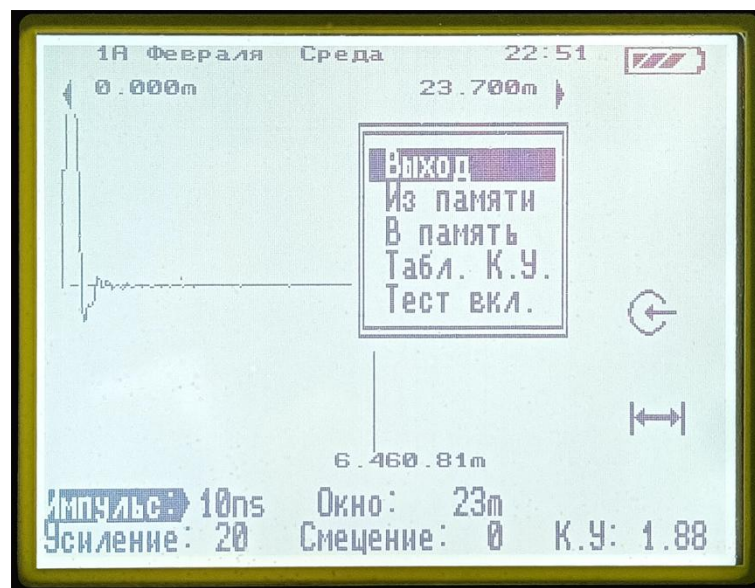 1А Февраля Среда 22:51
0.000m 23.700m
Выход
Из памяти
В память
Табл. К.У.
Тест вкл.
6.460.81m
Импульс: 10ns Окно: 23m
Усиление: 20 Смещение: 0 К.У: 1.88